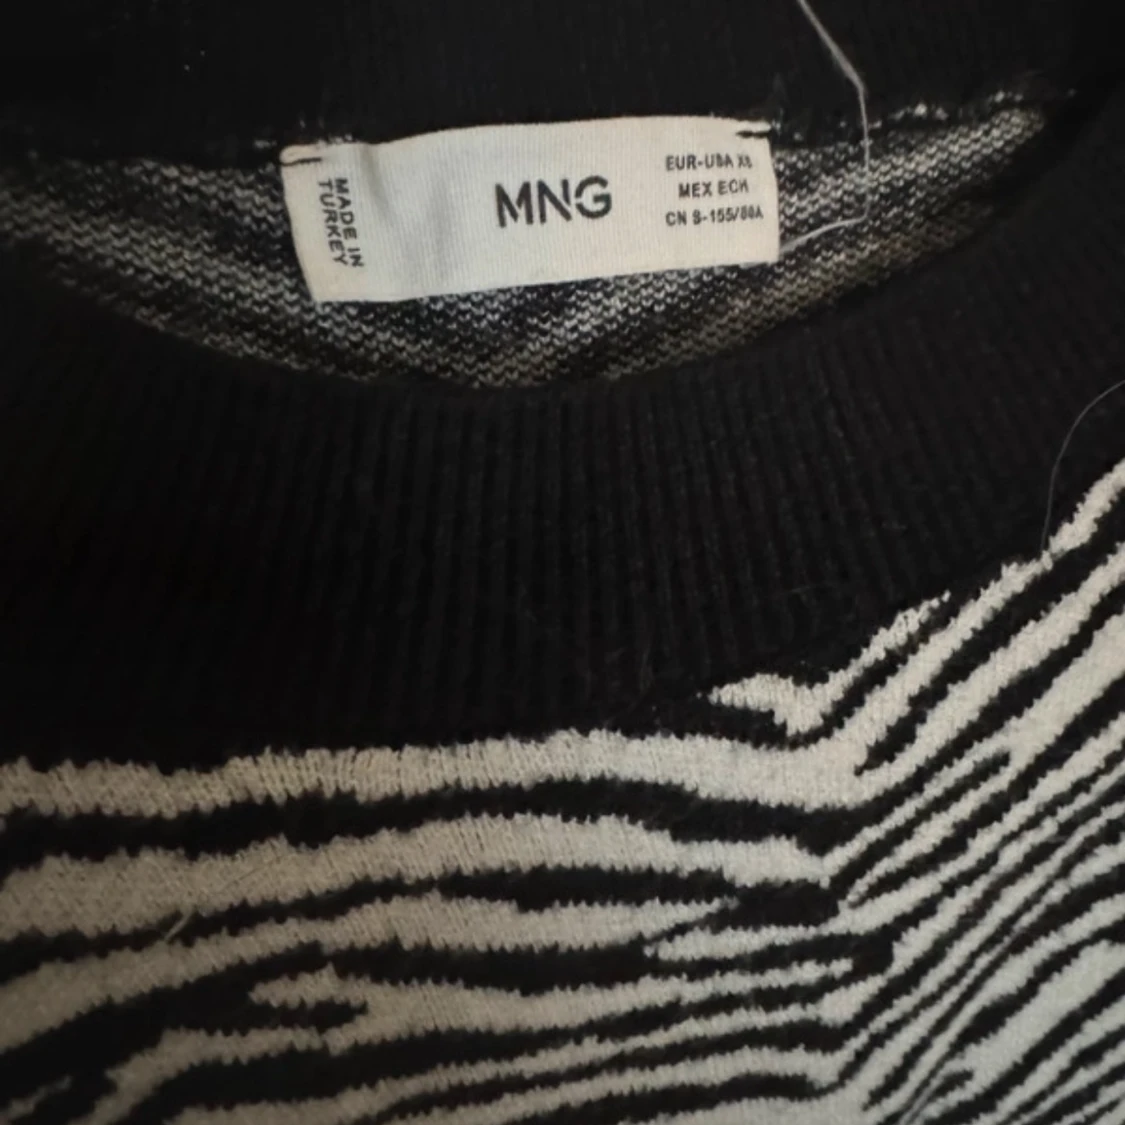 MADE IN
TURKEY
MNG
EUR-USA XS
MEX ECH
CN S-155/80A